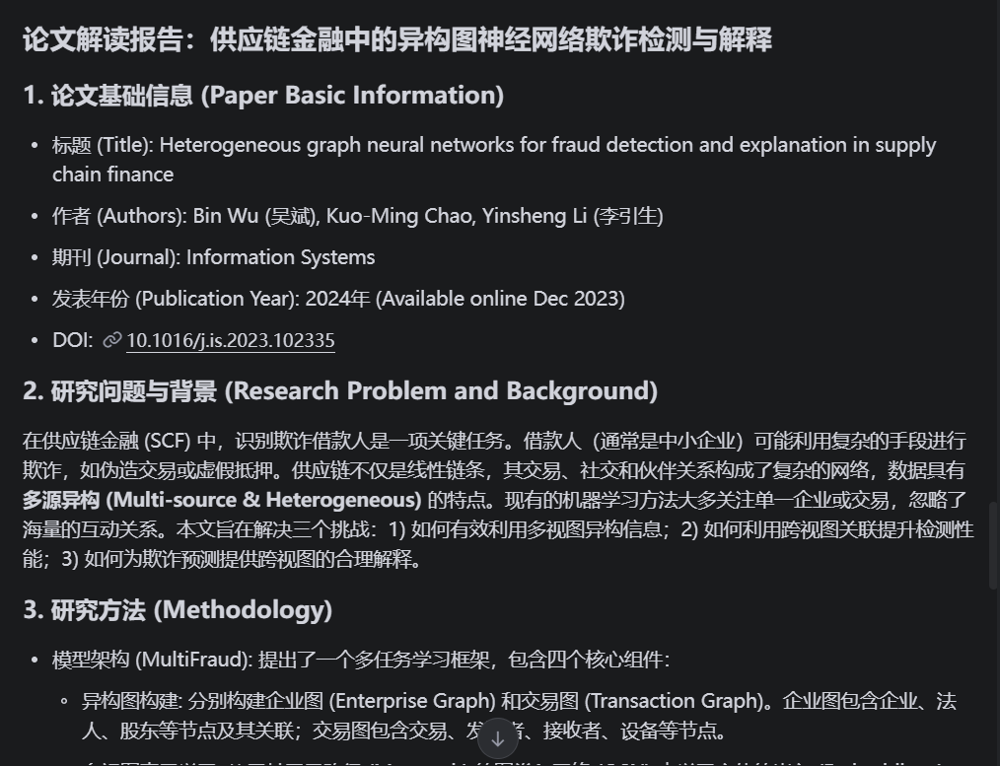 论文解读报告：供应链金融中的异构图神经网络欺诈检测与解释
1. 论文基础信息 (Paper Basic Information)
• 标题 (Title): Heterogeneous graph neural networks for fraud detection and explanation in supply
chain finance
• 作者 (Authors): Bin Wu (吴斌), Kuo-Ming Chao, Yinsheng Li (李引生)
• 期刊 (Journal): Information Systems
• 发表年份 (Publication Year): 2024年 (Available online Dec 2023)
• DOI: 10.1016/j.is.2023.102335
2. 研究问题与背景 (Research Problem and Background)
在供应链金融 (SCF) 中，识别欺诈借款人是一项关键任务。借款人（通常是中小企业）可能利用复杂的手段进行
欺诈，如伪造交易或虚假抵押。供应链不仅是线性链条，其交易、社交和伙伴关系构成了复杂的网络，数据具有
多源异构 (Multi-source & Heterogeneous) 的特点。现有的机器学习方法大多关注单一企业或交易，忽略了
海量的互动关系。本文旨在解决三个挑战：1) 如何有效利用多视图异构信息；2) 如何利用跨视图关联提升检测性
能；3) 如何为欺诈预测提供跨视图的合理解释。
3. 研究方法 (Methodology)
• 模型架构 (MultiFraud): 提出了一个多任务学习框架，包含四个核心组件：
◦ 异构图构建: 分别构建企业图 (Enterprise Graph) 和交易图 (Transaction Graph)。企业图包含企业、法
人、股东等节点及其关联；交易图包含交易、发 者、接收者、设备等节点。